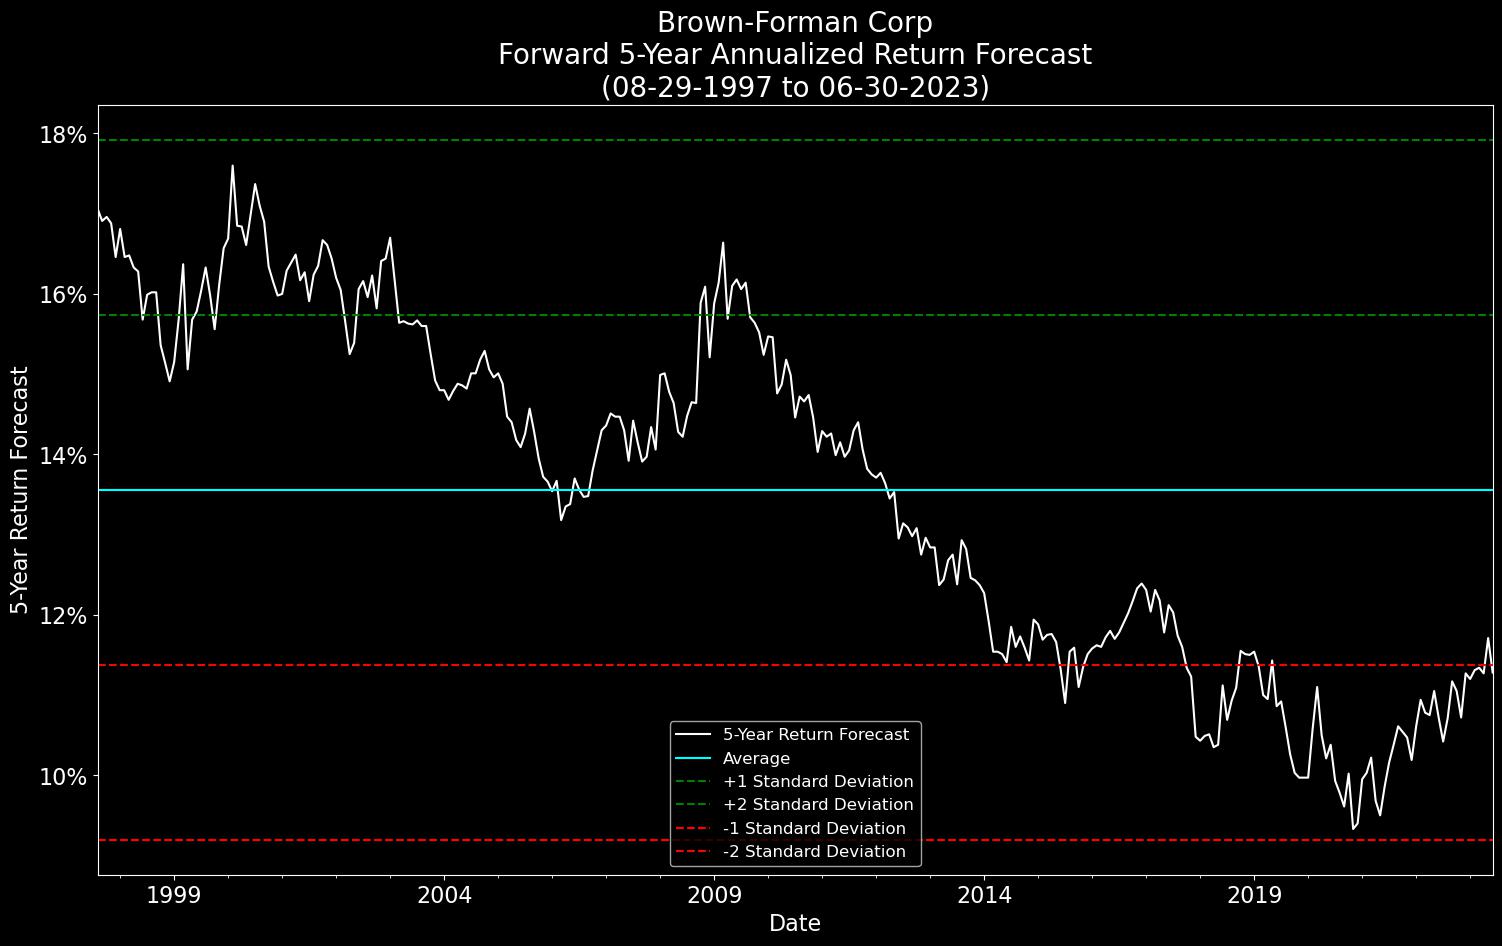 Brown-Forman Corp
Forward 5-Year Annualized Return Forecast
(08-29-1997 to 06-30-2023)
18%
16%
14%
12%
10%
5-Year Return Forecast
5-Year Return Forecast
Average
+1 Standard Deviation
+2 Standard Deviation
-1 Standard Deviation
-2 Standard Deviation
1999
2004
2009
2014
2019
Date